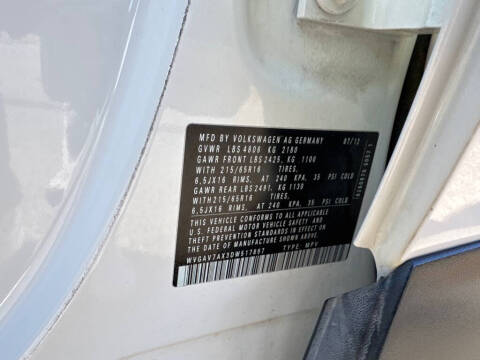 MFD BY VOLKSWAGEN AG GERMANY 07/12
GVWR LBS 4806 KG 2180
GAWR FRONT LBS 2425, KG 1100
WITH 215/65R16 TIRES,
6,5JX16 RIMS, AT 240 KPA, 35 PSI COLD
GAWR REAR LBS 2491, KG 1130
WITH 215/65R16 TIRES,
6,5JX16 RIMS, AT 240 KPA, 35 PSI COLD
THIS VEHICLE CONFORMS TO ALL APPLICABLE
U.S. FEDERAL MOTOR VEHICLE SAFETY AND
THEFT PREVENTION STANDARDS IN EFFECT ON
THE DATE OF MANUFACTURE SHOWN ABOVE.
WVGAV7AX3DW517897 TYPE: MPV